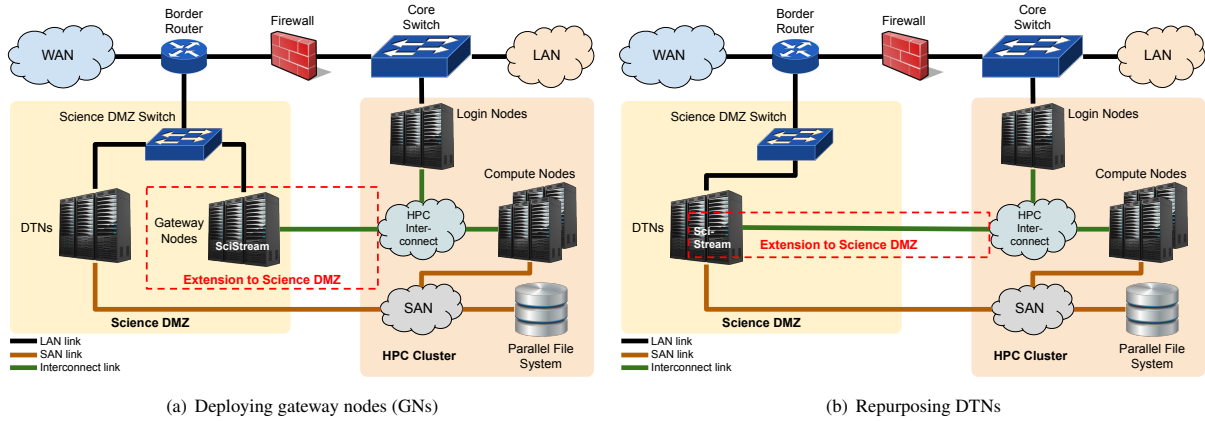 Border
Router
Firewall
Core
Switch
WAN
LAN
Science DMZ Switch
Login Nodes
Compute Nodes
DTNs
Gateway
Nodes
SciStream
HPC
Inter-
connect
Extension to Science DMZ
SAN
Science DMZ
HPC Cluster
Parallel File
System
LAN link
SAN link
Interconnect link
(a) Deploying gateway nodes (GNs)
Border
Router
Firewall
Core
Switch
WAN
LAN
Science DMZ Switch
Login Nodes
Compute Nodes
DTNs
Sci-
Stream
HPC
Inter-
connect
Extension to Science DMZ
SAN
Science DMZ
HPC Cluster
Parallel File
System
LAN link
SAN link
Interconnect link
(b) Repurposing DTNs